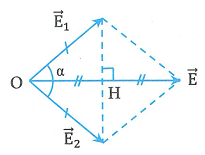 E⃗₁
O α H E⃗
E⃗₂